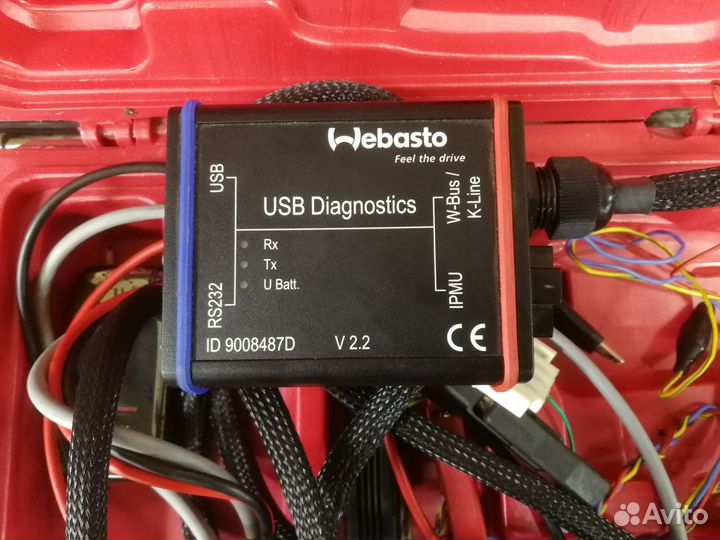 Webasto
Feel the drive
USB
W-Bus /
K-Line
USB Diagnostics
Rx
Tx
U Batt.
RS232
IPMU
ID 9008487D V 2.2 CE
Avito